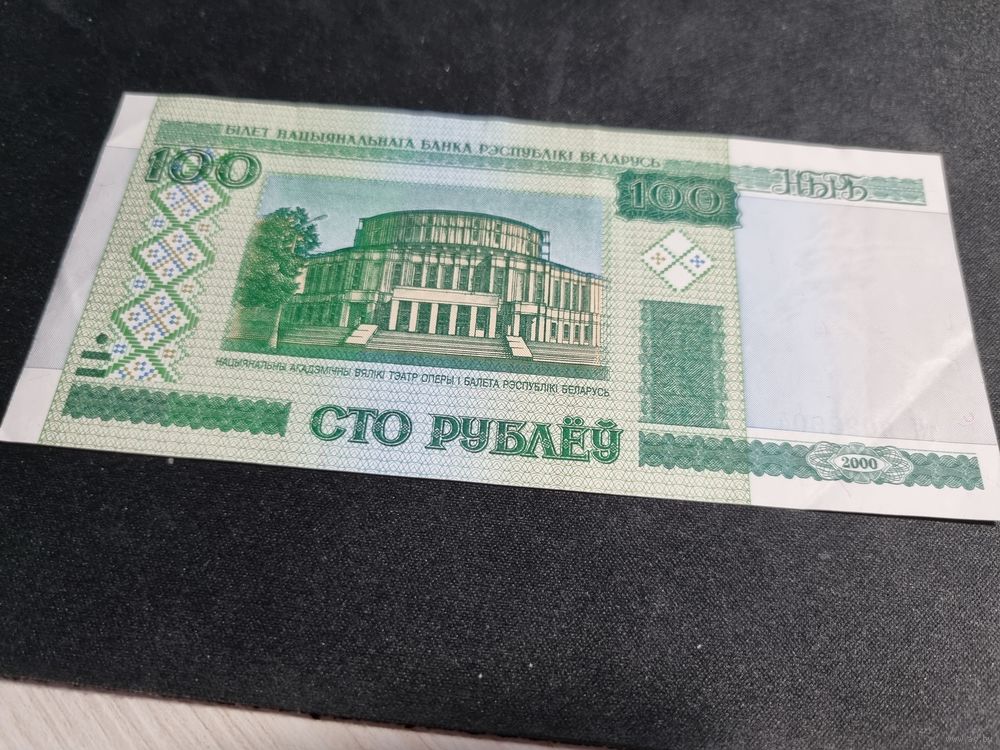 БІЛЕТ НАЦЫЯНАЛЬНАГА БАНКА РЭСПУБЛІКІ БЕЛАРУСЬ
100
100
НБРБ
НАЦЫЯНАЛЬНЫ АКАДЭМІЧНЫ ВЯЛІКІ ТЭАТР ОПЕРЫ І БАЛЕТА РЭСПУБЛІКІ БЕЛАРУСЬ
СТО РУБЛЁЎ
2000